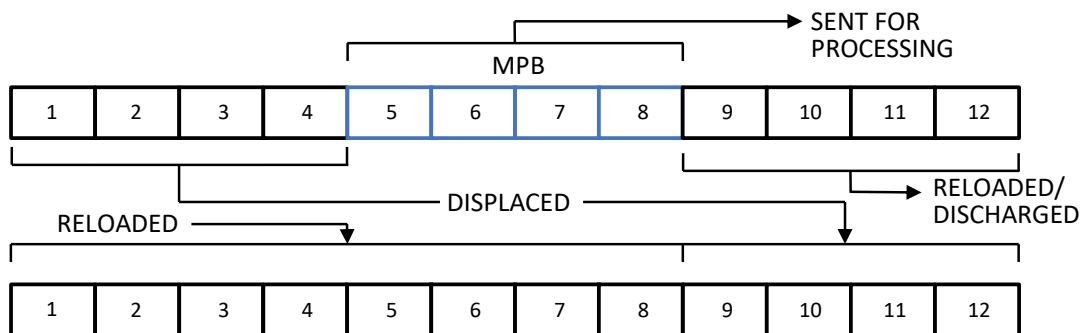 SENT FOR
PROCESSING
MPB
1 2 3 4 5 6 7 8 9 10 11 12
DISPLACED
RELOADED/
DISCHARGED
RELOADED
1 2 3 4 5 6 7 8 9 10 11 12